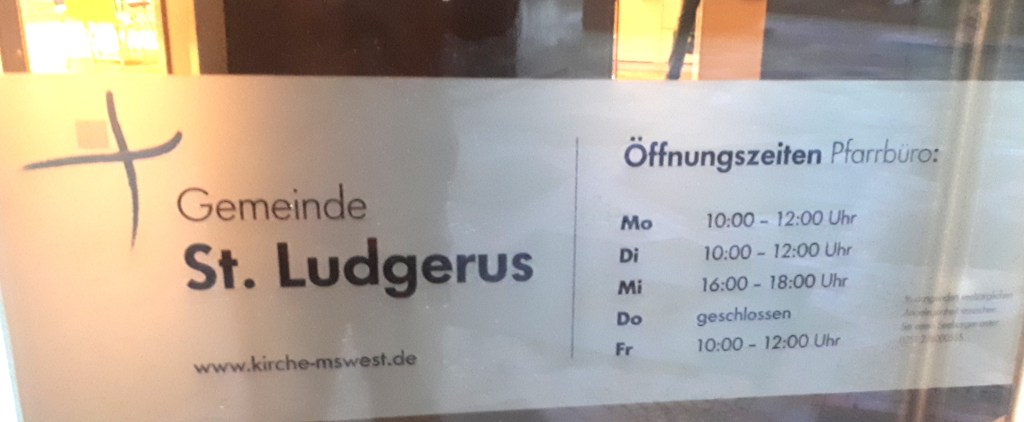 Gemeinde
St. Ludgerus
www.kirche-mswest.de
Öffnungszeiten Pfarrbüro:
Mo 10:00 – 12:00 Uhr
Di 10:00 – 12:00 Uhr
Mi 16:00 – 18:00 Uhr
Do geschlossen
Fr 10:00 – 12:00 Uhr